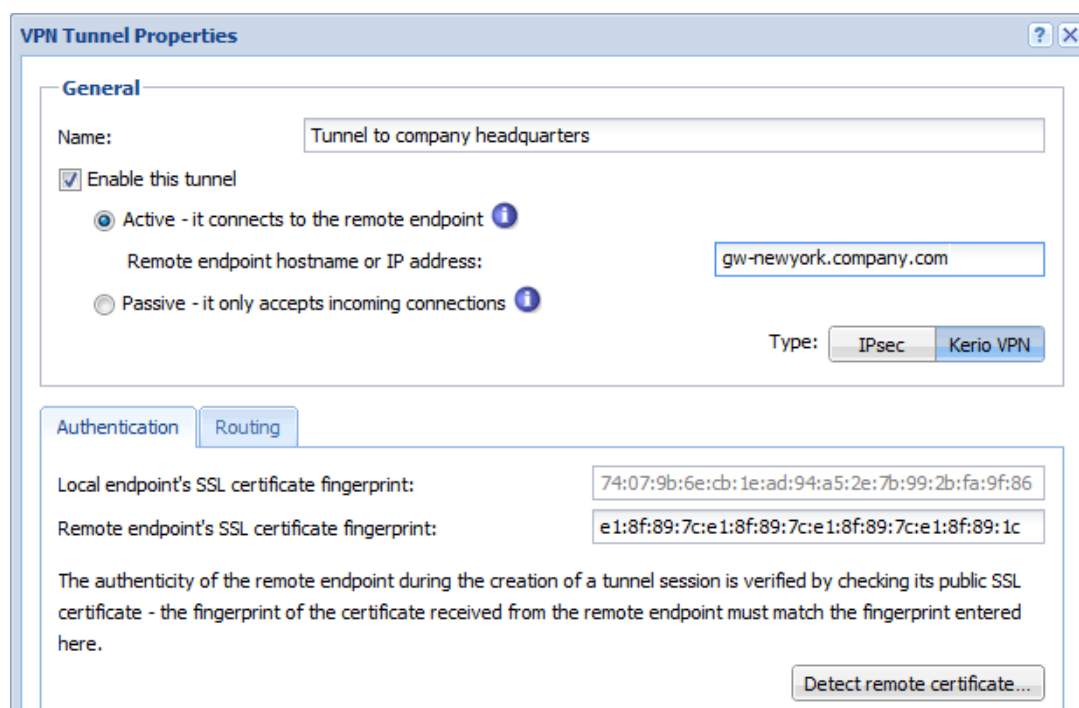 VPN Tunnel Properties
General
Name: Tunnel to company headquarters
Enable this tunnel
Active - it connects to the remote endpoint
Remote endpoint hostname or IP address: gw-newyork.company.com
Passive - it only accepts incoming connections
Type: IPsec Kerio VPN
Authentication Routing
Local endpoint's SSL certificate fingerprint: 74:07:9b:6e:cb:1e:ad:94:a5:2e:7b:99:2b:fa:9f:86
Remote endpoint's SSL certificate fingerprint: e1:8f:89:7c:e1:8f:89:7c:e1:8f:89:7c:e1:8f:89:1c
The authenticity of the remote endpoint during the creation of a tunnel session is verified by checking its public SSL
certificate - the fingerprint of the certificate received from the remote endpoint must match the fingerprint entered
here.
Detect remote certificate...